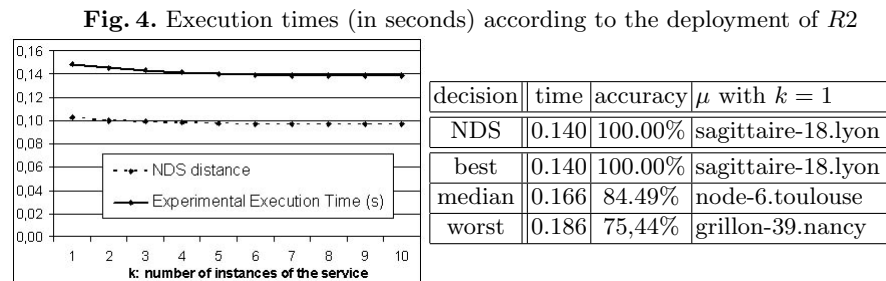 Fig. 4. Execution times (in seconds) according to the deployment of R2
0,16
0,14
0,12
0,10
0,08
0,06
0,04
0,02
0,00
NDS distance
Experimental Execution Time (s)
1 2 3 4 5 6 7 8 9 10
k: number of instances of the service
decision time accuracy μ with k = 1
NDS 0.140 100.00% sagittaire-18.lyon
best 0.140 100.00% sagittaire-18.lyon
median 0.166 84.49% node-6.toulouse
worst 0.186 75,44% grillon-39.nancy